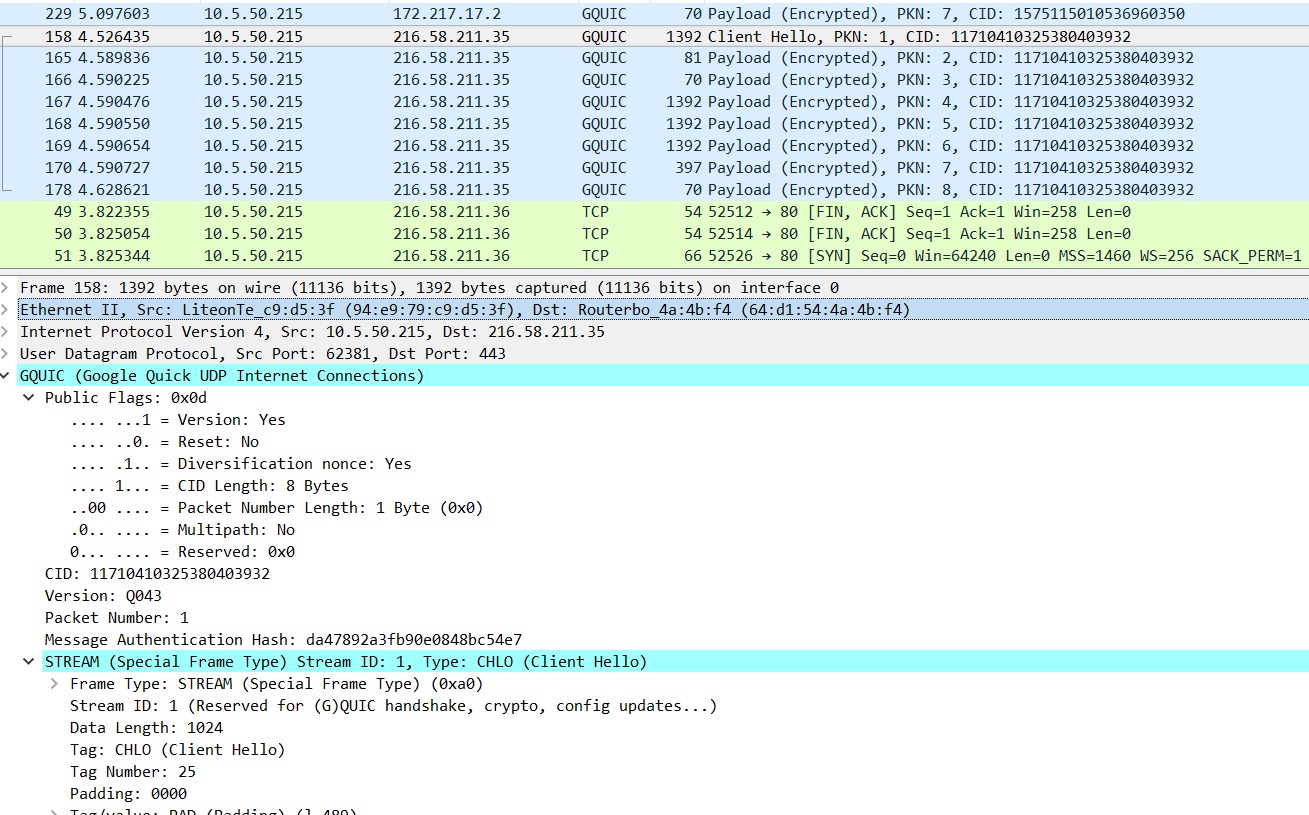 229 5.097603 10.5.50.215 172.217.17.2 GQUIC 70 Payload (Encrypted), PKN: 7, CID: 1575115010536960350
158 4.526435 10.5.50.215 216.58.211.35 GQUIC 1392 Client Hello, PKN: 1, CID: 11710410325380403932
165 4.589836 10.5.50.215 216.58.211.35 GQUIC 81 Payload (Encrypted), PKN: 2, CID: 11710410325380403932
166 4.590225 10.5.50.215 216.58.211.35 GQUIC 70 Payload (Encrypted), PKN: 3, CID: 11710410325380403932
167 4.590476 10.5.50.215 216.58.211.35 GQUIC 1392 Payload (Encrypted), PKN: 4, CID: 11710410325380403932
168 4.590550 10.5.50.215 216.58.211.35 GQUIC 1392 Payload (Encrypted), PKN: 5, CID: 11710410325380403932
169 4.590654 10.5.50.215 216.58.211.35 GQUIC 1392 Payload (Encrypted), PKN: 6, CID: 11710410325380403932
170 4.590727 10.5.50.215 216.58.211.35 GQUIC 397 Payload (Encrypted), PKN: 7, CID: 11710410325380403932
178 4.628621 10.5.50.215 216.58.211.35 GQUIC 70 Payload (Encrypted), PKN: 8, CID: 11710410325380403932
49 3.822355 10.5.50.215 216.58.211.36 TCP 54 52512 → 80 [FIN, ACK] Seq=1 Ack=1 Win=258 Len=0
50 3.825054 10.5.50.215 216.58.211.36 TCP 54 52514 → 80 [FIN, ACK] Seq=1 Ack=1 Win=258 Len=0
51 3.825344 10.5.50.215 216.58.211.36 TCP 66 52526 → 80 [SYN] Seq=0 Win=64240 Len=0 MSS=1460 WS=256 SACK_PERM=1
Frame 158: 1392 bytes on wire (11136 bits), 1392 bytes captured (11136 bits) on interface 0
Ethernet II, Src: LiteonTe_c9:d5:3f (94:e9:79:c9:d5:3f), Dst: Routerbo_4a:4b:f4 (64:d1:54:4a:4b:f4)
Internet Protocol Version 4, Src: 10.5.50.215, Dst: 216.58.211.35
User Datagram Protocol, Src Port: 62381, Dst Port: 443
GQUIC (Google Quick UDP Internet Connections)
Public Flags: 0x0d
.... ...1 = Version: Yes
.... ..0. = Reset: No
.... .1.. = Diversification nonce: Yes
.... 1... = CID Length: 8 Bytes
..00 .... = Packet Number Length: 1 Byte (0x0)
.0.. .... = Multipath: No
0... .... = Reserved: 0x0
CID: 11710410325380403932
Version: Q043
Packet Number: 1
Message Authentication Hash: da47892a3fb90e0848bc54e7
STREAM (Special Frame Type) Stream ID: 1, Type: CHLO (Client Hello)
Frame Type: STREAM (Special Frame Type) (0xa0)
Stream ID: 1 (Reserved for (G)QUIC handshake, crypto, config updates...)
Data Length: 1024
Tag: CHLO (Client Hello)
Tag Number: 25
Padding: 0000
Tag/value: PAD (Padding) (l=489)